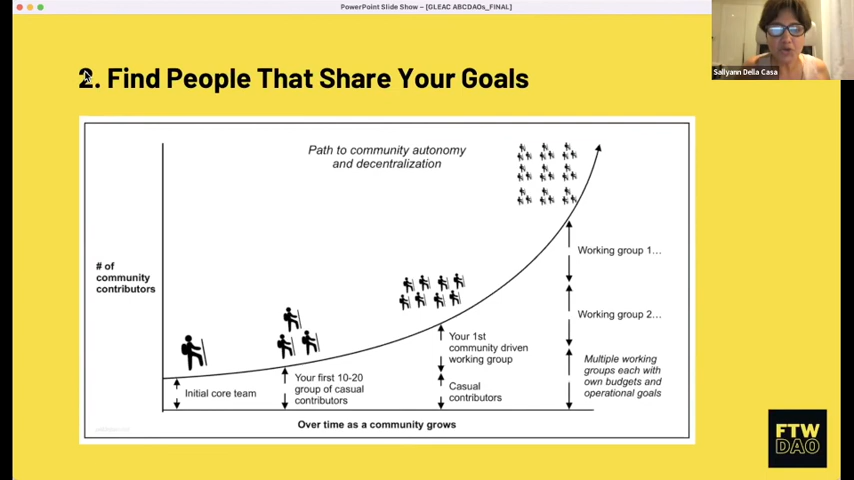 PowerPoint Slide Show – [GLEAC ABCDAOs_FINAL]
Sallyann Della Casa
2. Find People That Share Your Goals
Path to community autonomy
and decentralization
# of
community
contributors
Working group 1...
Working group 2...
Multiple working
groups each with
own budgets and
operational goals
Your 1st
community driven
working group
Casual
contributors
Your first 10-20
group of casual
contributors
Initial core team
Over time as a community grows
FTW
DAO